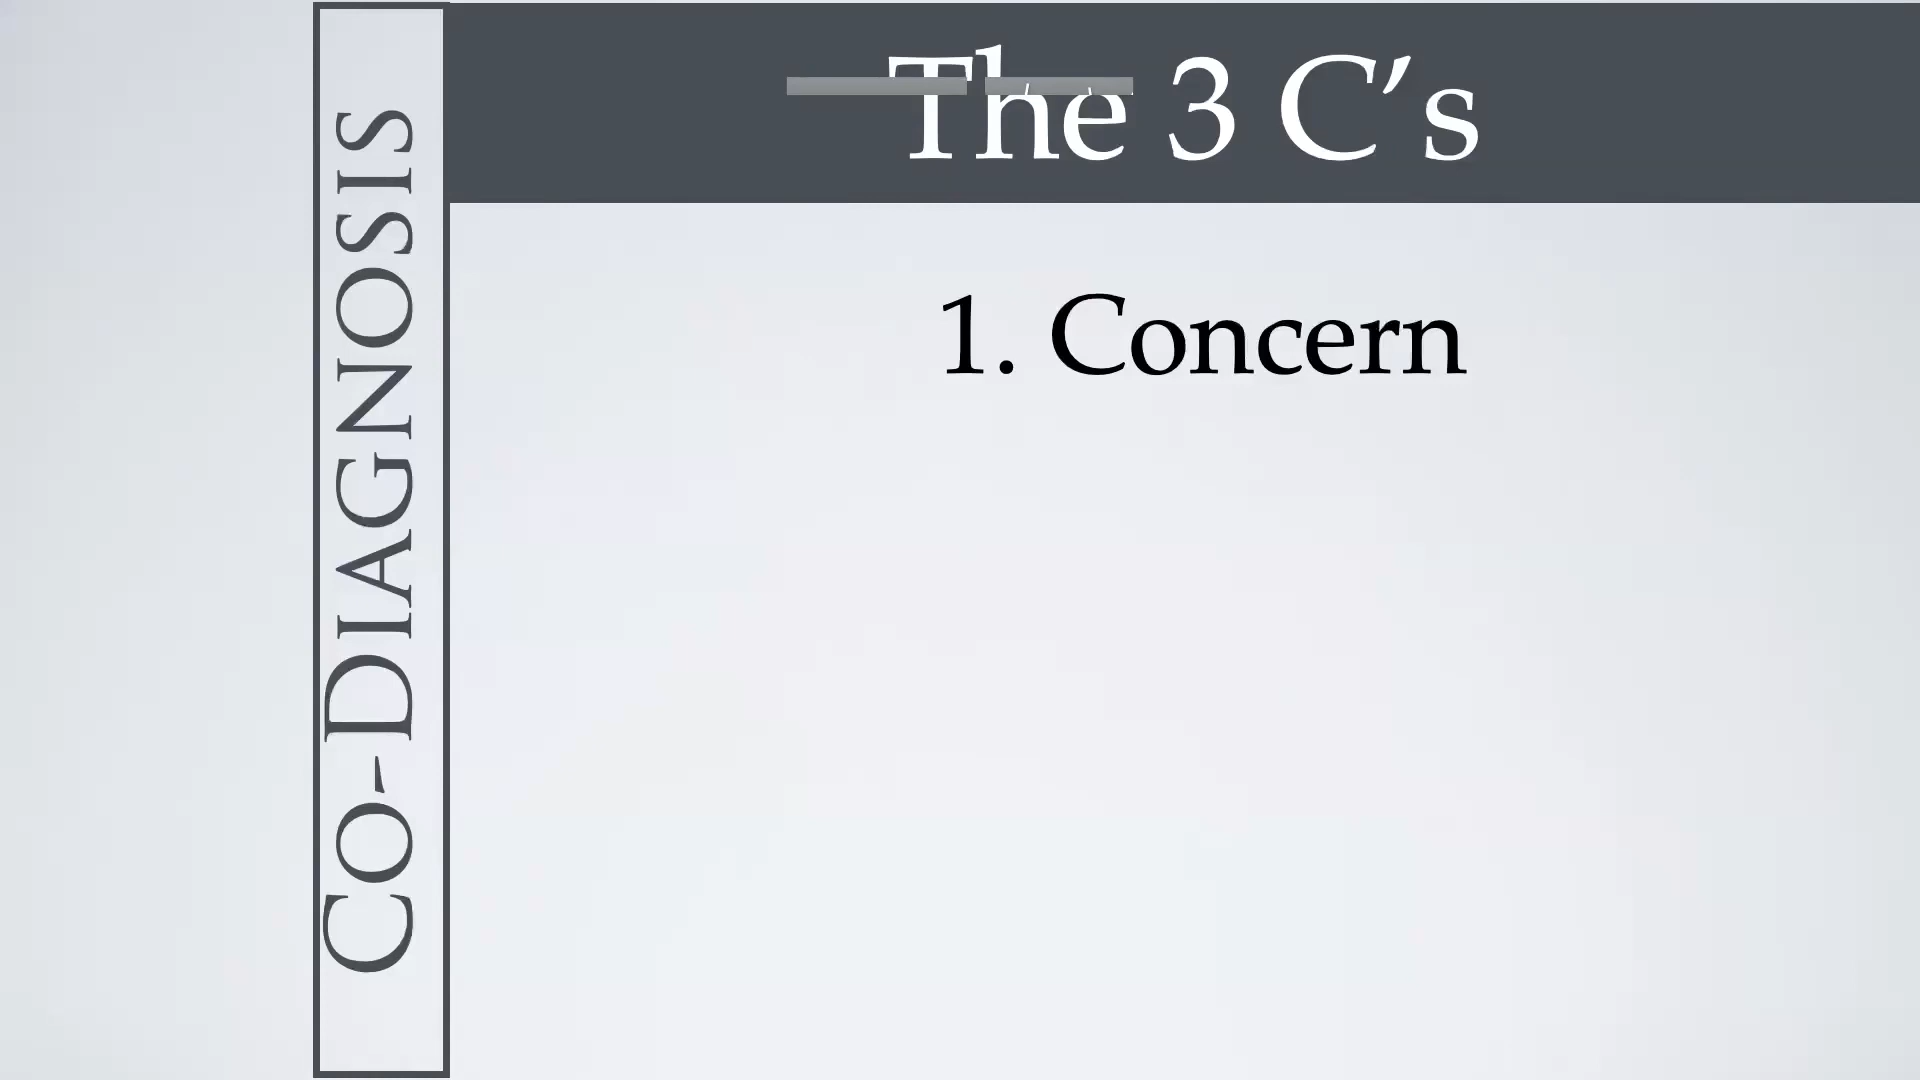 The 3 C’s
CO-DIAGNOSIS
1. Concern